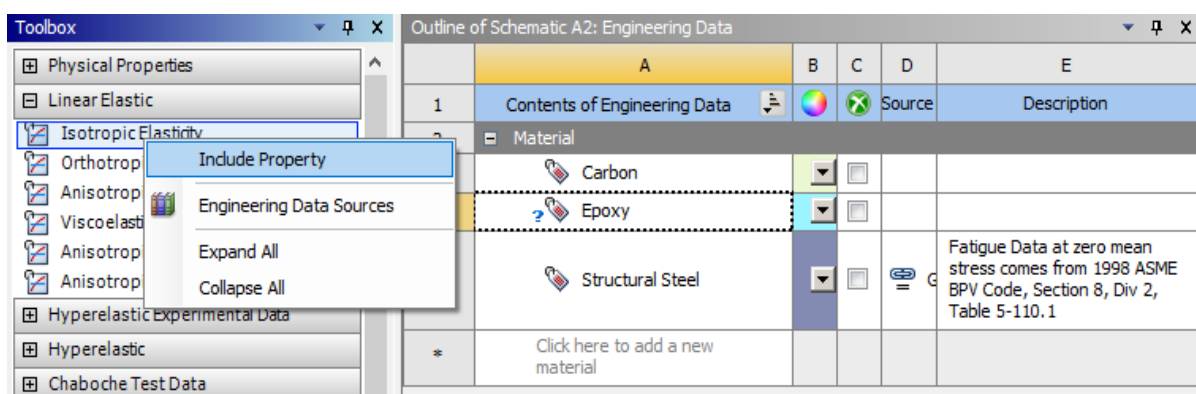 Toolbox
Physical Properties
Linear Elastic
Isotropic Elasticity
Orthotropi
Anisotrop
Viscoelasti
Anisotropi
Anisotropi
Hyperelastic Experimental Data
Hyperelastic
Chaboche Test Data
Include Property
Engineering Data Sources
Expand All
Collapse All
Outline of Schematic A2: Engineering Data
A B C D E
1 Contents of Engineering Data Source Description
2 Material
Carbon
? Epoxy
Structural Steel
G
Fatigue Data at zero mean
stress comes from 1998 ASME
BPV Code, Section 8, Div 2,
Table 5-110.1
* Click here to add a new
material